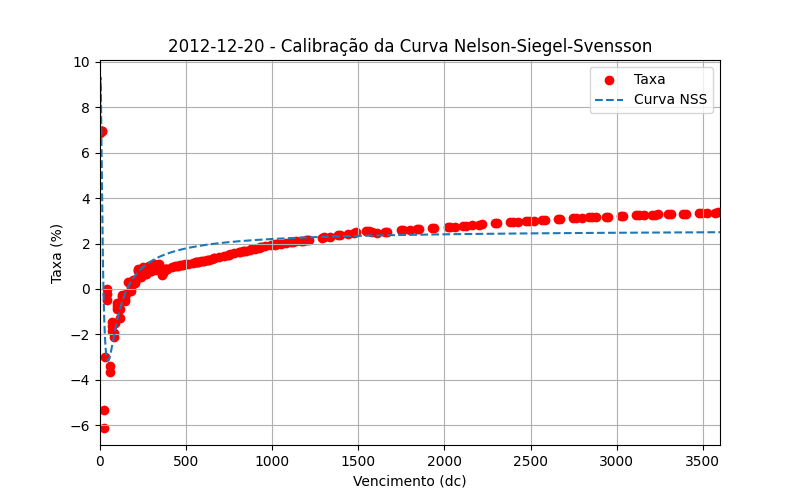 2012-12-20 - Calibração da Curva Nelson-Siegel-Svensson
Taxa
Curva NSS
Taxa (%)
10
8
6
4
2
0
−2
−4
−6
0 500 1000 1500 2000 2500 3000 3500
Vencimento (dc)